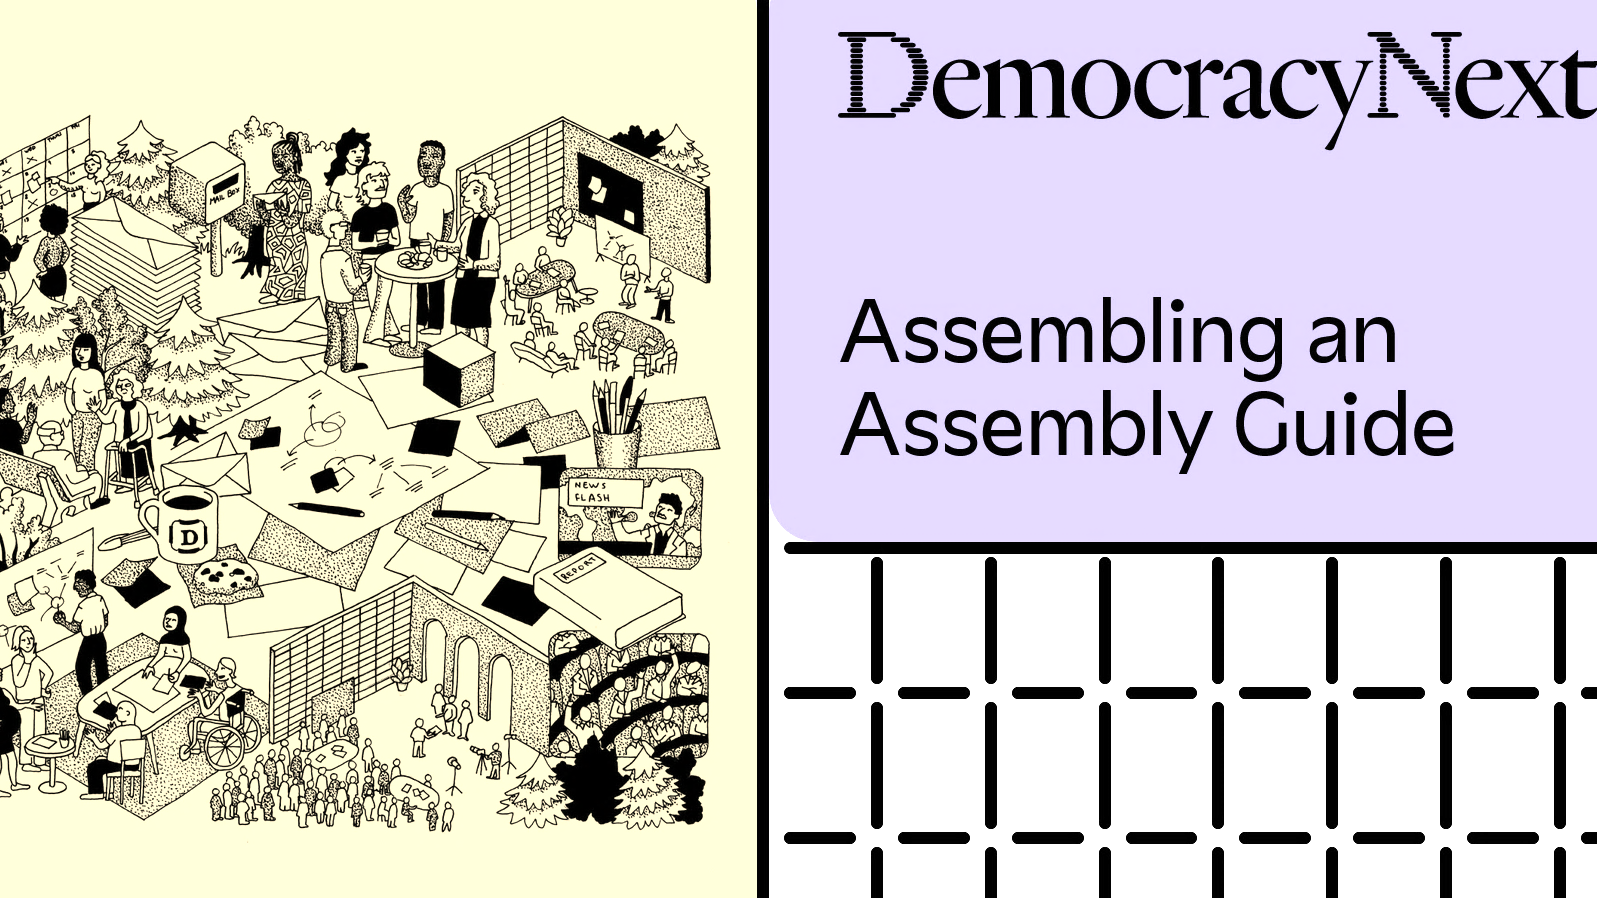 DemocracyNext
Assembling an
Assembly Guide
MAIL BOX
NEWS
FLASH
D
REPORT